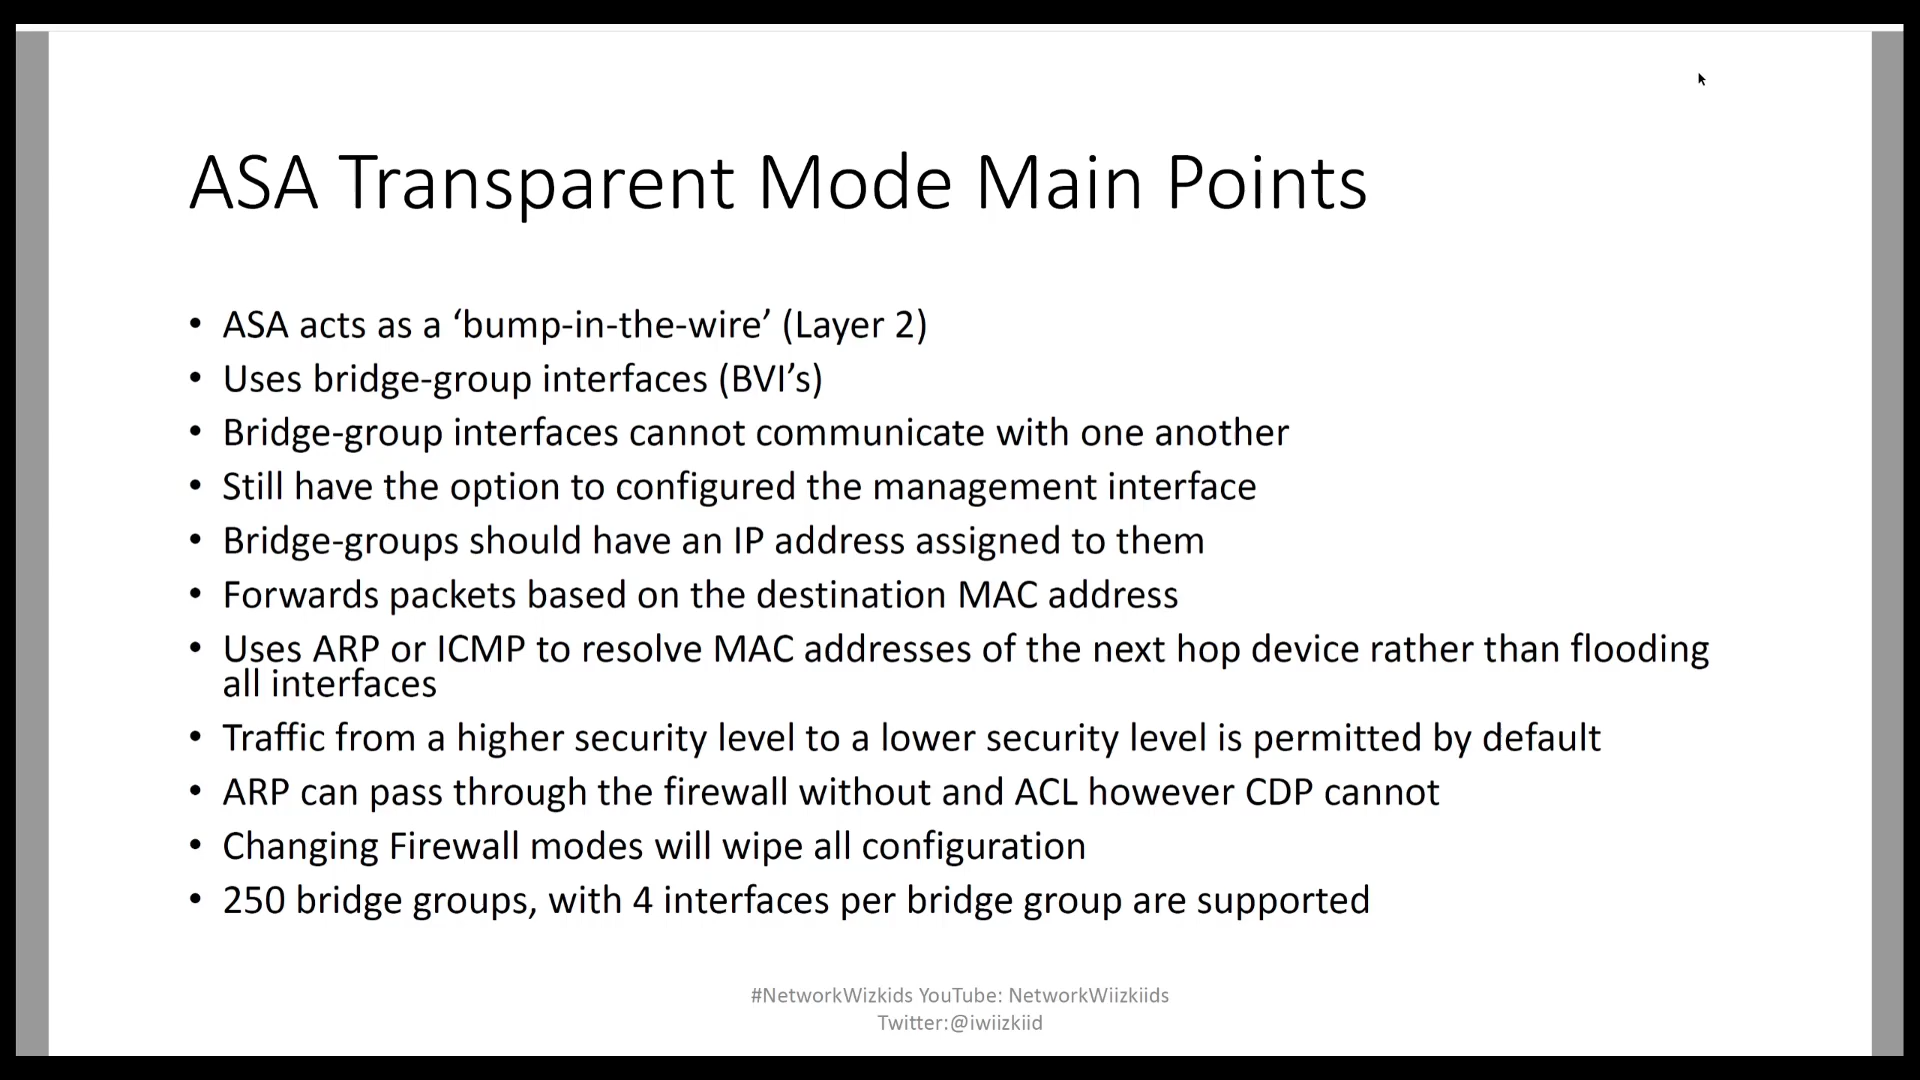 ASA Transparent Mode Main Points
• ASA acts as a ‘bump-in-the-wire’ (Layer 2)
• Uses bridge-group interfaces (BVI’s)
• Bridge-group interfaces cannot communicate with one another
• Still have the option to configured the management interface
• Bridge-groups should have an IP address assigned to them
• Forwards packets based on the destination MAC address
• Uses ARP or ICMP to resolve MAC addresses of the next hop device rather than flooding
all interfaces
• Traffic from a higher security level to a lower security level is permitted by default
• ARP can pass through the firewall without and ACL however CDP cannot
• Changing Firewall modes will wipe all configuration
• 250 bridge groups, with 4 interfaces per bridge group are supported
#NetworkWizkids YouTube: NetworkWiizkiids
Twitter:@iwiizkiid